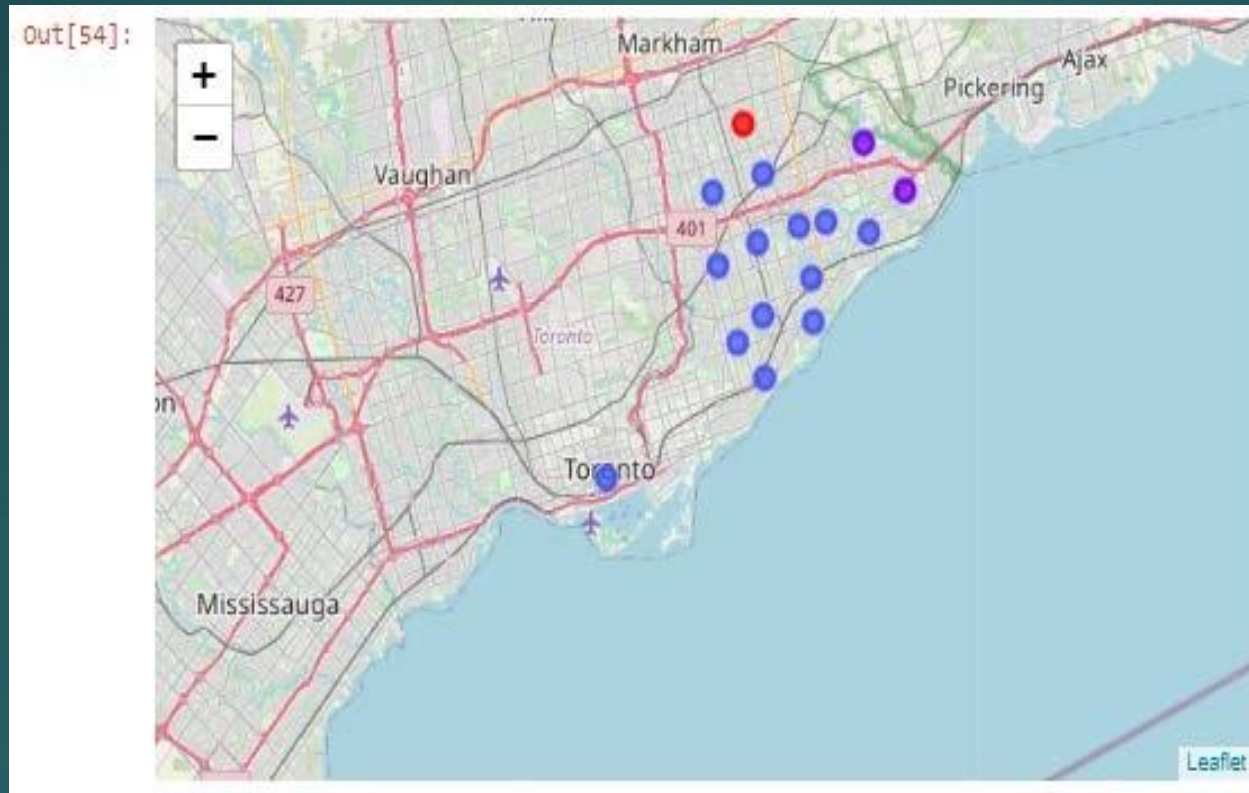 Out[54]:
+
−
Markham
Ajax
Pickering
Vaughan
401
427
Toronto
Toronto
Mississauga
Leaflet